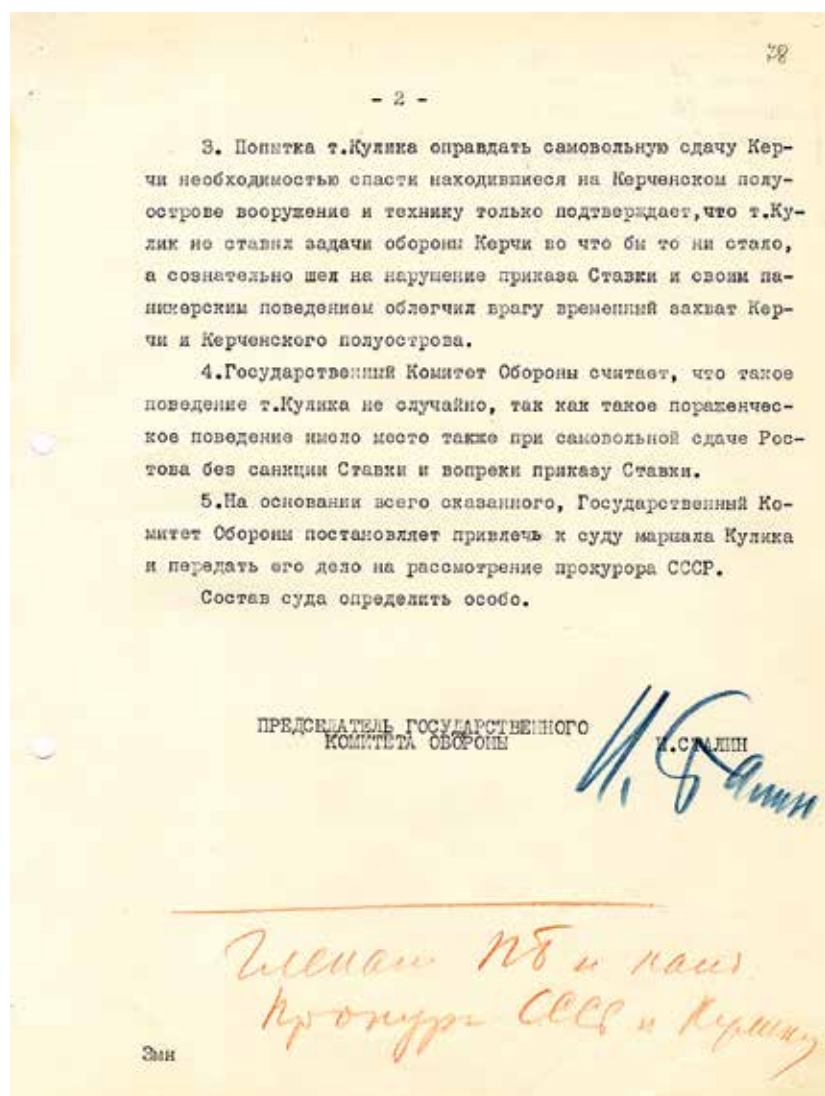 78
- 2 -
3. Попытка т.Кулика оправдать самовольную сдачу Кер-
чи необходимостью спасти находившиеся на Керченском полу-
острове вооружение и технику только подтверждает,что т.Ку-
лик не ставил задачи обороны Керчи во что бы то ни стало,
а сознательно шел на нарушение приказа Ставки и своим па-
никерским поведением облегчил врагу временный захват Кер-
чи и Керченского полуострова.
4.Государственный Комитет Обороны считает, что такое
поведение т.Кулика не случайно, так как такое пораженчес-
кое поведение имело место также при самовольной сдаче Рос-
това без санкции Ставки и вопреки приказу Ставки.
5.На основании всего сказанного, Государственный Ко-
митет Обороны постановляет привлечь к суду маршала Кулика
и передать его дело на рассмотрение прокурора СССР.
Состав суда определить особо.
ПРЕДСЕДАТЕЛЬ ГОСУДАРСТВЕННОГО
КОМИТЕТА ОБОРОНЫ И.СТАЛИН
И. Сталин
Членам ПБ и
Прокур СССР и Кулику
3мн